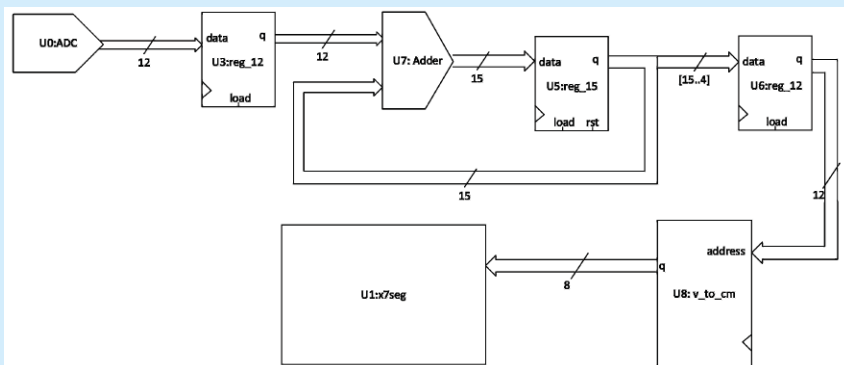 U0:ADC
12
data q
U3:reg_12
load
12
U7: Adder
15
data q
U5:reg_15
load rst
[15..4]
data q
U6:reg_12
load
15
12
address
q
U8: v_to_cm
8
U1:x7seg